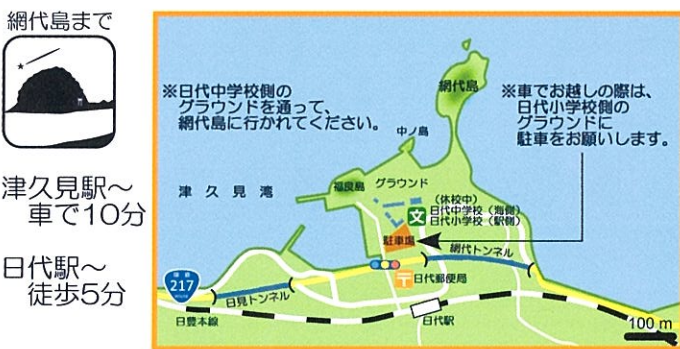 網代島まで
津久見駅~
車で10分
日代駅~
徒歩5分
※日代中学校側の
グラウンドを通って、
網代島に行かれてください。
網代島
※車でお越しの際は、
日代小学校側の
グラウンドに
駐車をお願いします。
中ノ島
津久見湾
福良島
グラウンド
(休校中)
文
日代中学校(海側)
日代小学校(駅側)
駐車場
網代トンネル
国道
217
ROUTE
日見トンネル
〒日代郵便局
日豊本線
日代駅
100 m